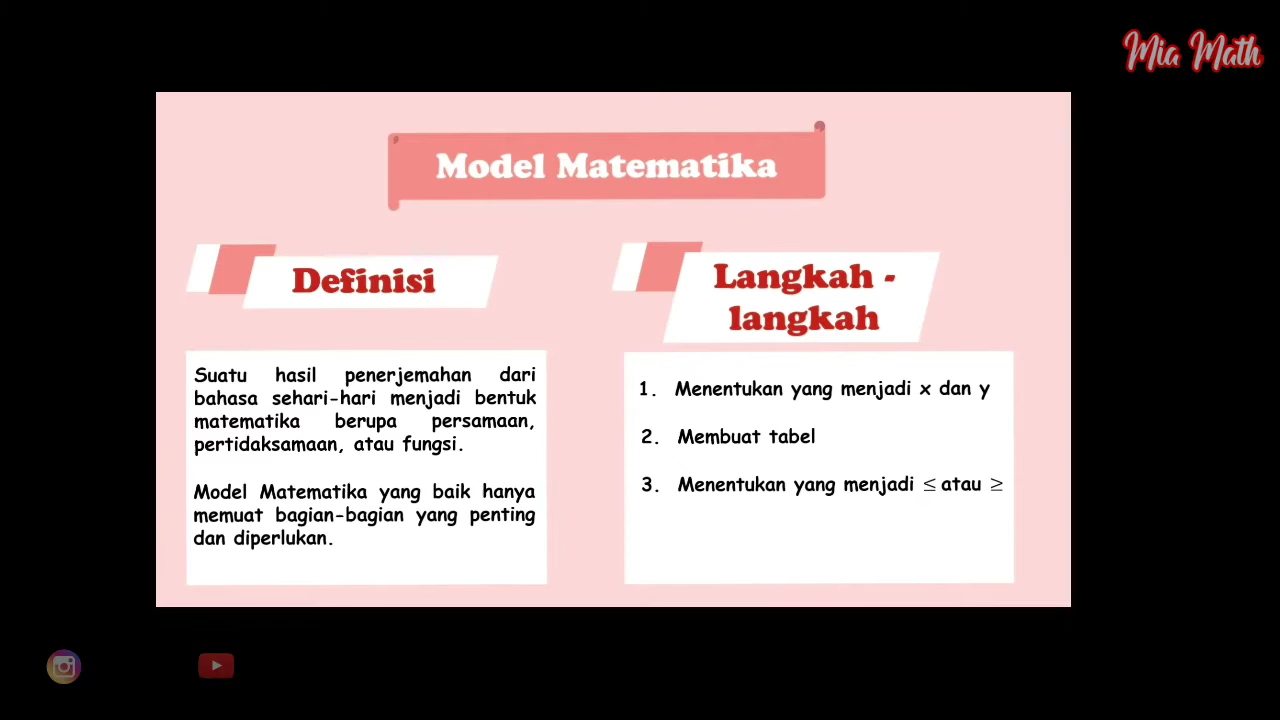 Mia Math
Model Matematika
Definisi
Suatu hasil penerjemahan dari
bahasa sehari-hari menjadi bentuk
matematika berupa persamaan,
pertidaksamaan, atau fungsi.
Model Matematika yang baik hanya
memuat bagian-bagian yang penting
dan diperlukan.
Langkah -
langkah
1. Menentukan yang menjadi x dan y
2. Membuat tabel
3. Menentukan yang menjadi ≤ atau ≥